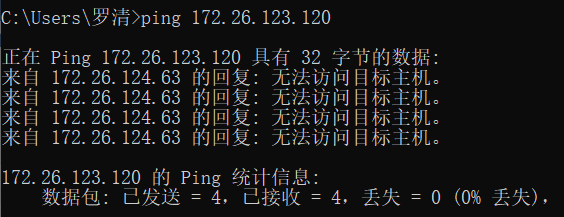 C:\Users\罗清>ping 172.26.123.120
正在 Ping 172.26.123.120 具有 32 字节的数据:
来自 172.26.124.63 的回复: 无法访问目标主机。
来自 172.26.124.63 的回复: 无法访问目标主机。
来自 172.26.124.63 的回复: 无法访问目标主机。
来自 172.26.124.63 的回复: 无法访问目标主机。
172.26.123.120 的 Ping 统计信息:
数据包: 已发送 = 4，已接收 = 4，丢失 = 0 (0% 丢失)，